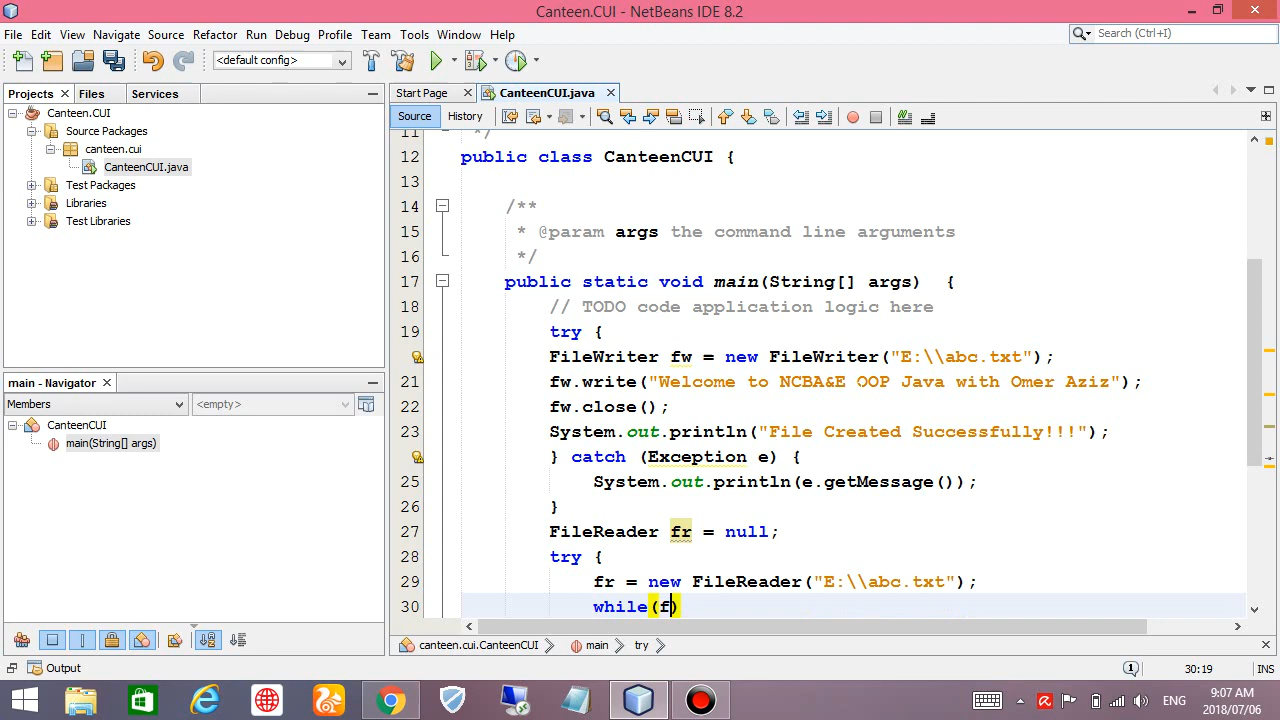 Canteen.CUI - NetBeans IDE 8.2
File Edit View Navigate Source Refactor Run Debug Profile Team Tools Window Help
Search (Ctrl+I)
<default config>
Projects Files Services
Start Page CanteenCUI.java
Source History
Canteen.CUI
Source Packages
canteen.cui
CanteenCUI.java
Test Packages
Libraries
Test Libraries
main - Navigator
Members <empty>
CanteenCUI
main(String[] args)
11 */
12 public class CanteenCUI {
13
14 /**
15 * @param args the command line arguments
16 */
17 public static void main(String[] args) {
18 // TODO code application logic here
19 try {
FileWriter fw = new FileWriter("E:\\abc.txt");
21 fw.write("Welcome to NCBA&E OOP Java with Omer Aziz");
22 fw.close();
23 System.out.println("File Created Successfully!!!");
} catch (Exception e) {
25 System.out.println(e.getMessage());
26 }
27 FileReader fr = null;
28 try {
29 fr = new FileReader("E:\\abc.txt");
30 while(f)
canteen.cui.CanteenCUI main try
Output
1 30:19 INS
ENG 9:07 AM
2018/07/06